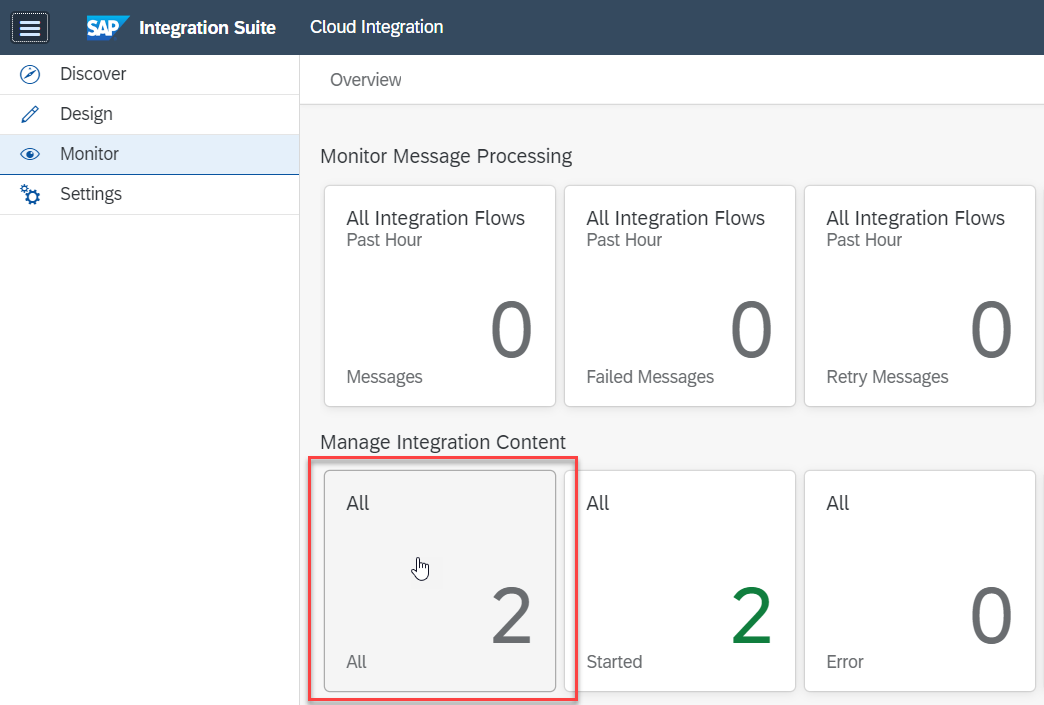 SAP Integration Suite Cloud Integration
Discover
Design
Monitor
Settings
Overview
Monitor Message Processing
All Integration Flows
Past Hour
0
Messages
All Integration Flows
Past Hour
0
Failed Messages
All Integration Flows
Past Hour
0
Retry Messages
Manage Integration Content
All
2
All
All
2
Started
All
0
Error